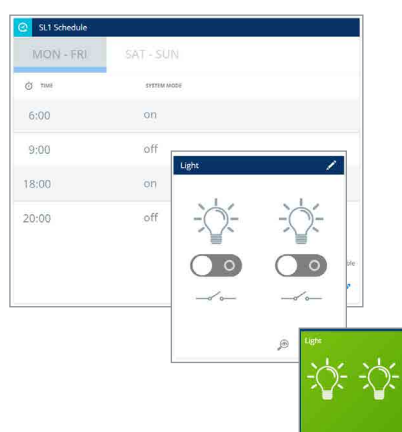 SL1 Schedule
MON - FRI SAT - SUN
TIME SYSTEM MODE
6:00 on
9:00 off
18:00 on
20:00 off
Light
Light